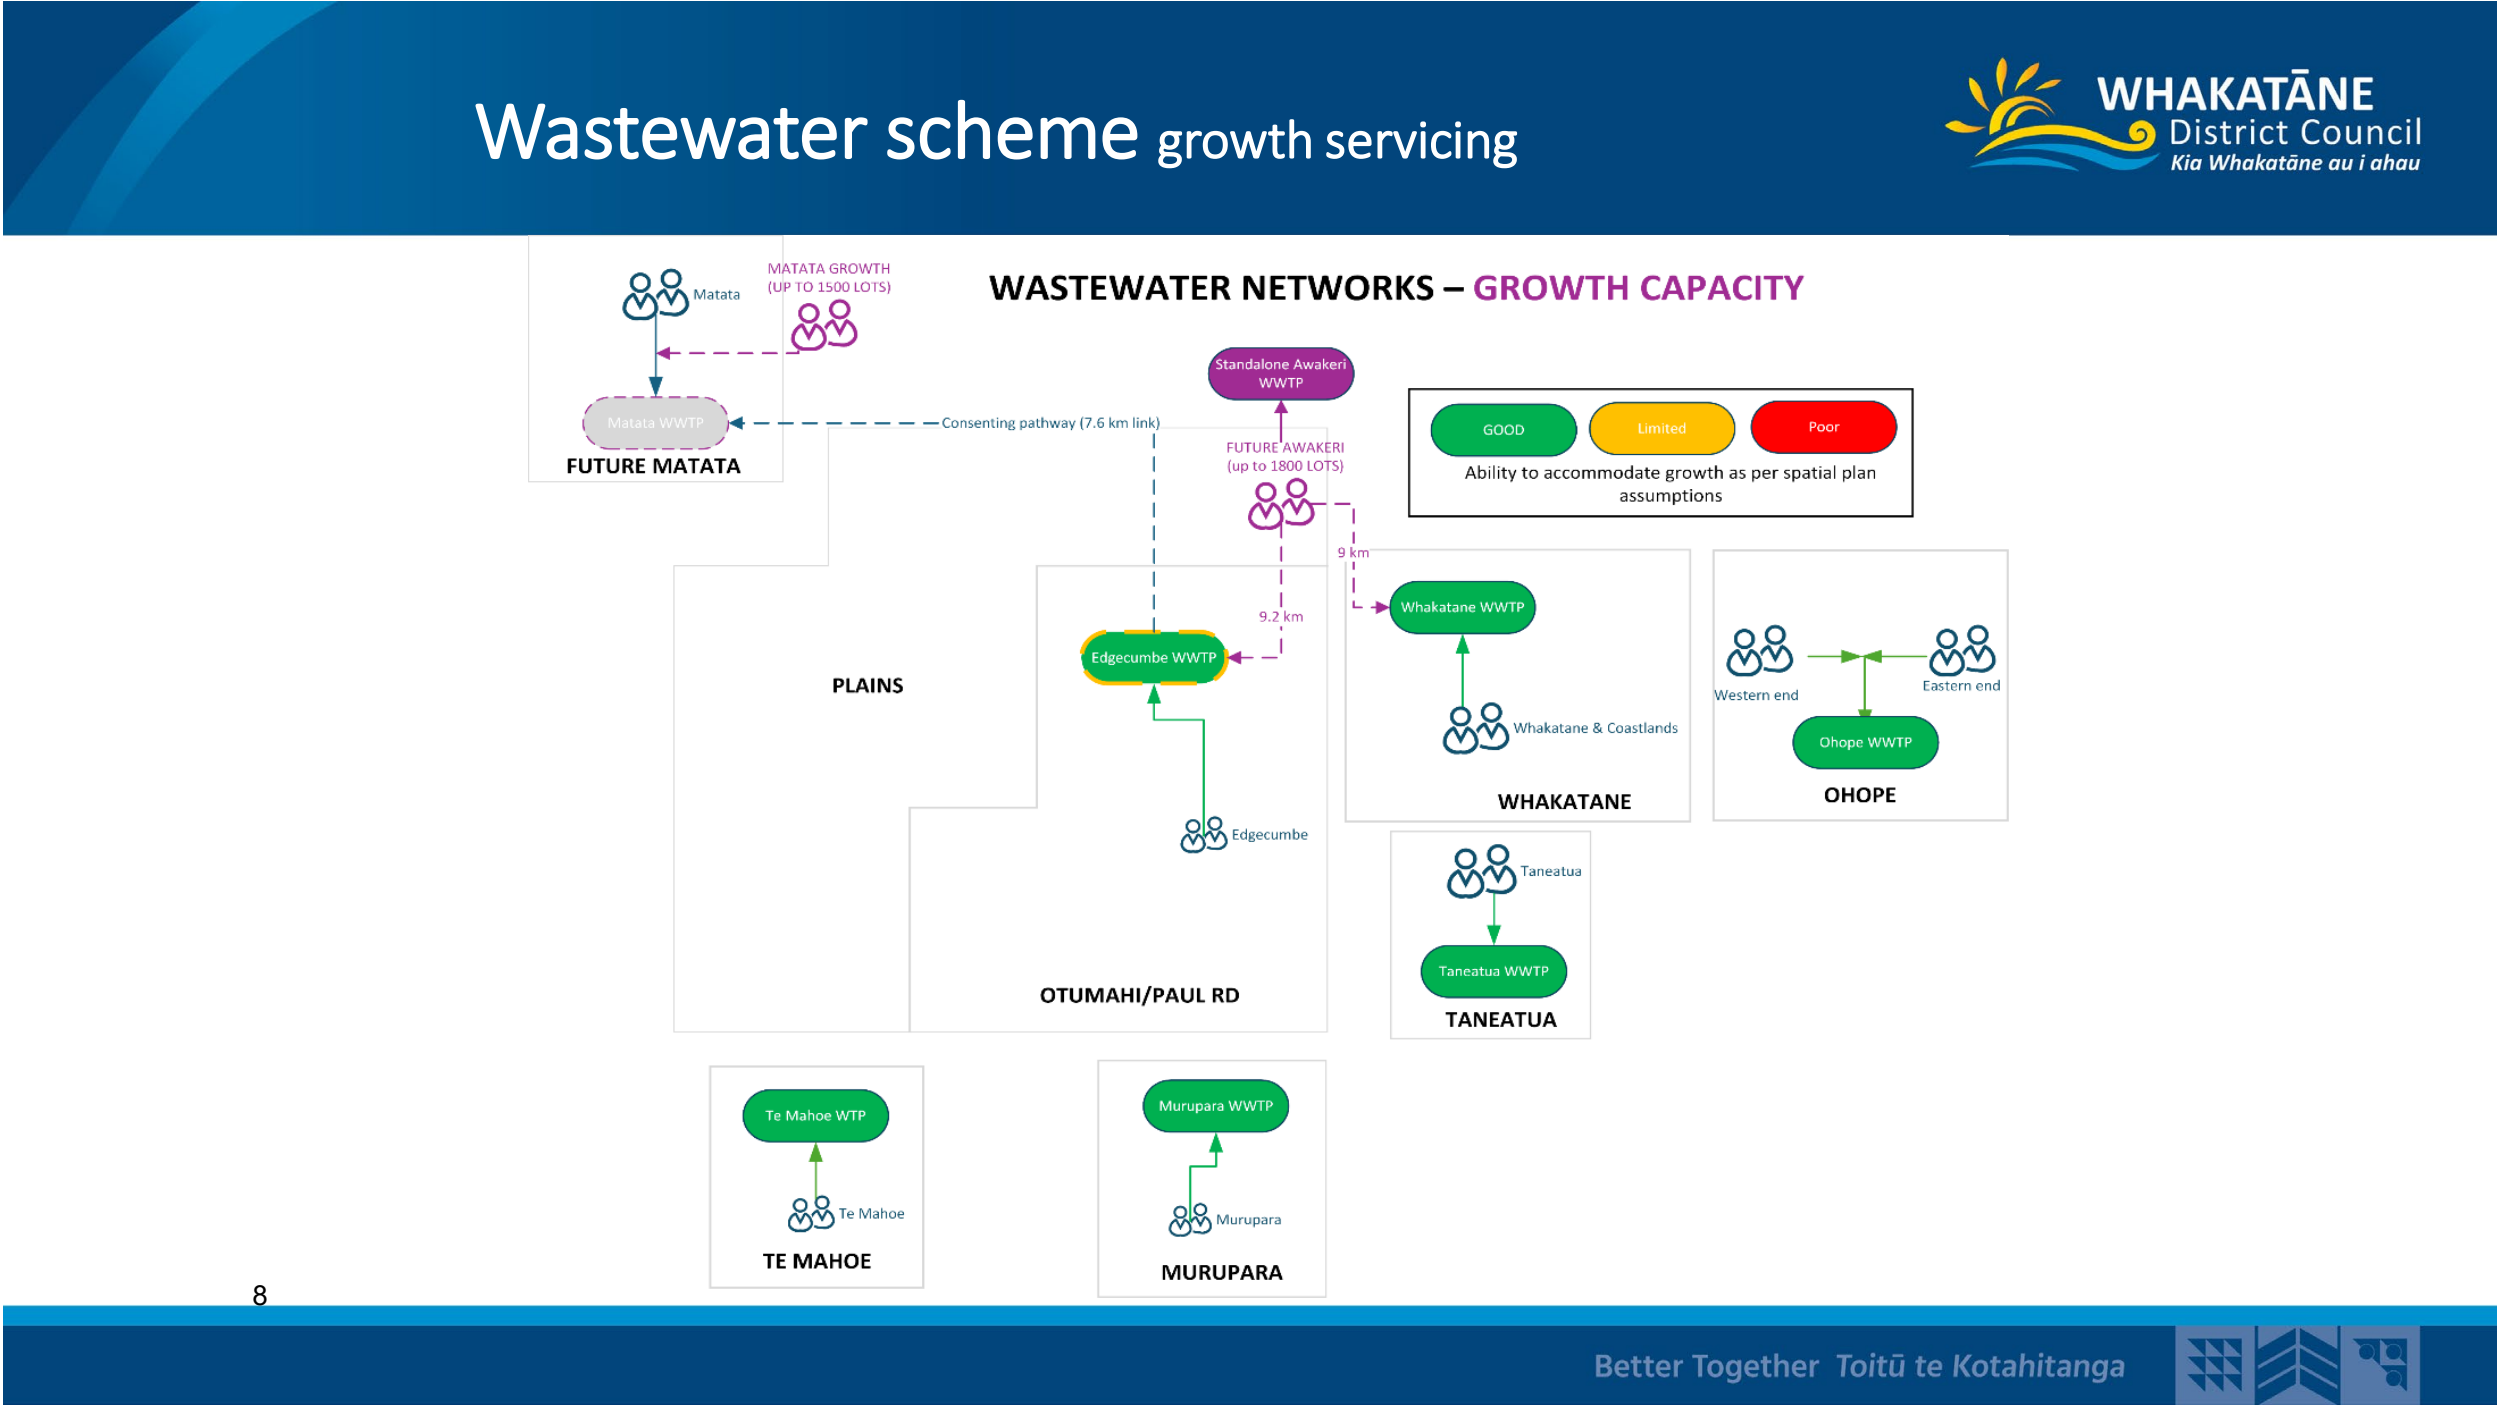 Wastewater scheme growth servicing
WHAKATĀNE
District Council
Kia Whakatāne au i ahau
WASTEWATER NETWORKS – GROWTH CAPACITY
Matata
MATATA GROWTH
(UP TO 1500 LOTS)
Matata WWTP
FUTURE MATATA
Consenting pathway (7.6 km link)
Standalone Awakeri
WWTP
FUTURE AWAKERI
(up to 1800 LOTS)
GOOD
Limited
Poor
Ability to accommodate growth as per spatial plan
assumptions
9 km
9.2 km
Edgecumbe WWTP
PLAINS
Edgecumbe
OTUMAHI/PAUL RD
Whakatane WWTP
Whakatane & Coastlands
WHAKATANE
Western end
Eastern end
Ohope WWTP
OHOPE
Taneatua
Taneatua WWTP
TANEATUA
Te Mahoe WTP
Te Mahoe
TE MAHOE
Murupara WWTP
Murupara
MURUPARA
8
Better Together Toitū te Kotahitanga